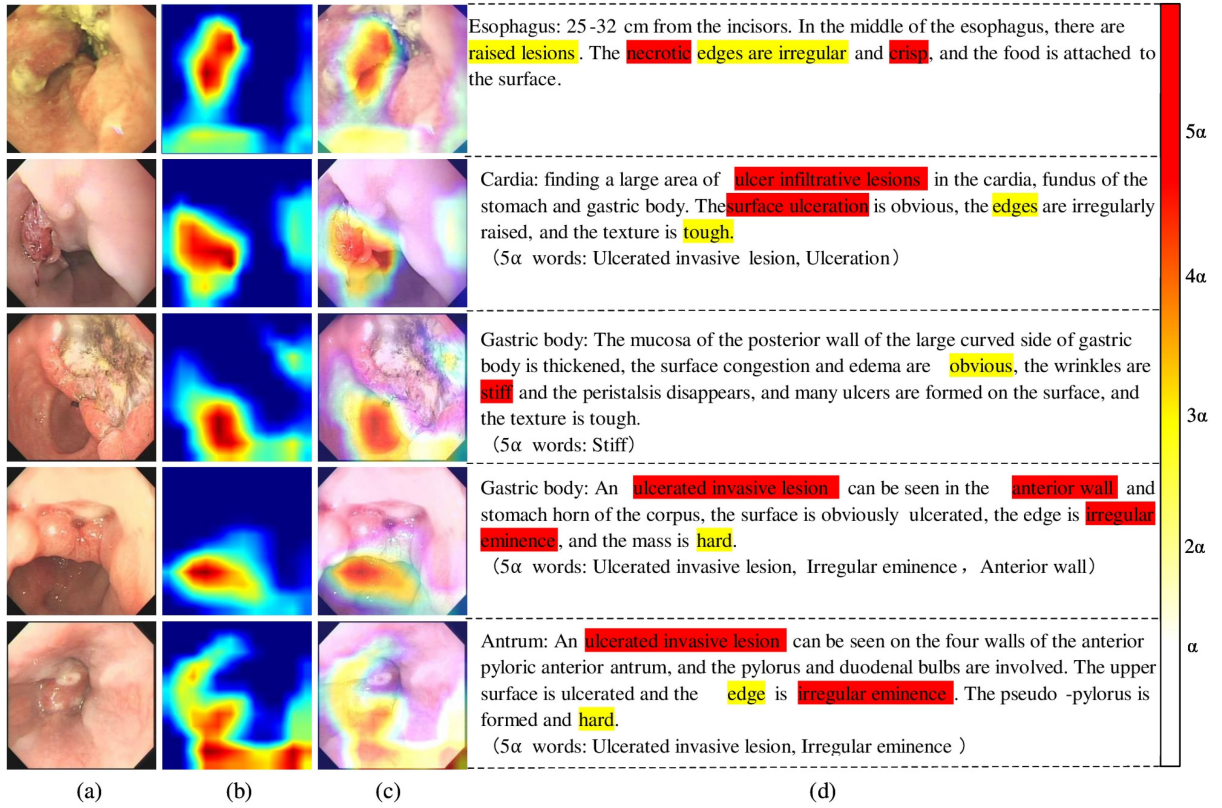 Esophagus: 25-32 cm from the incisors. In the middle of the esophagus, there are
raised lesions. The necrotic edges are irregular and crisp, and the food is attached to
the surface.
Cardia: finding a large area of ulcer infiltrative lesions in the cardia, fundus of the
stomach and gastric body. The surface ulceration is obvious, the edges are irregularly
raised, and the texture is tough.
(5α words: Ulcerated invasive lesion, Ulceration)
Gastric body: The mucosa of the posterior wall of the large curved side of gastric
body is thickened, the surface congestion and edema are obvious, the wrinkles are
stiff and the peristalsis disappears, and many ulcers are formed on the surface, and
the texture is tough.
(5α words: Stiff)
Gastric body: An ulcerated invasive lesion can be seen in the anterior wall and
stomach horn of the corpus, the surface is obviously ulcerated, the edge is irregular
eminence, and the mass is hard.
(5α words: Ulcerated invasive lesion, Irregular eminence, Anterior wall)
Antrum: An ulcerated invasive lesion can be seen on the four walls of the anterior
pyloric anterior antrum, and the pylorus and duodenal bulbs are involved. The upper
surface is ulcerated and the edge is irregular eminence. The pseudo -pylorus is
formed and hard.
(5α words: Ulcerated invasive lesion, Irregular eminence )
5α
4α
3α
2α
α
(a) (b) (c) (d)